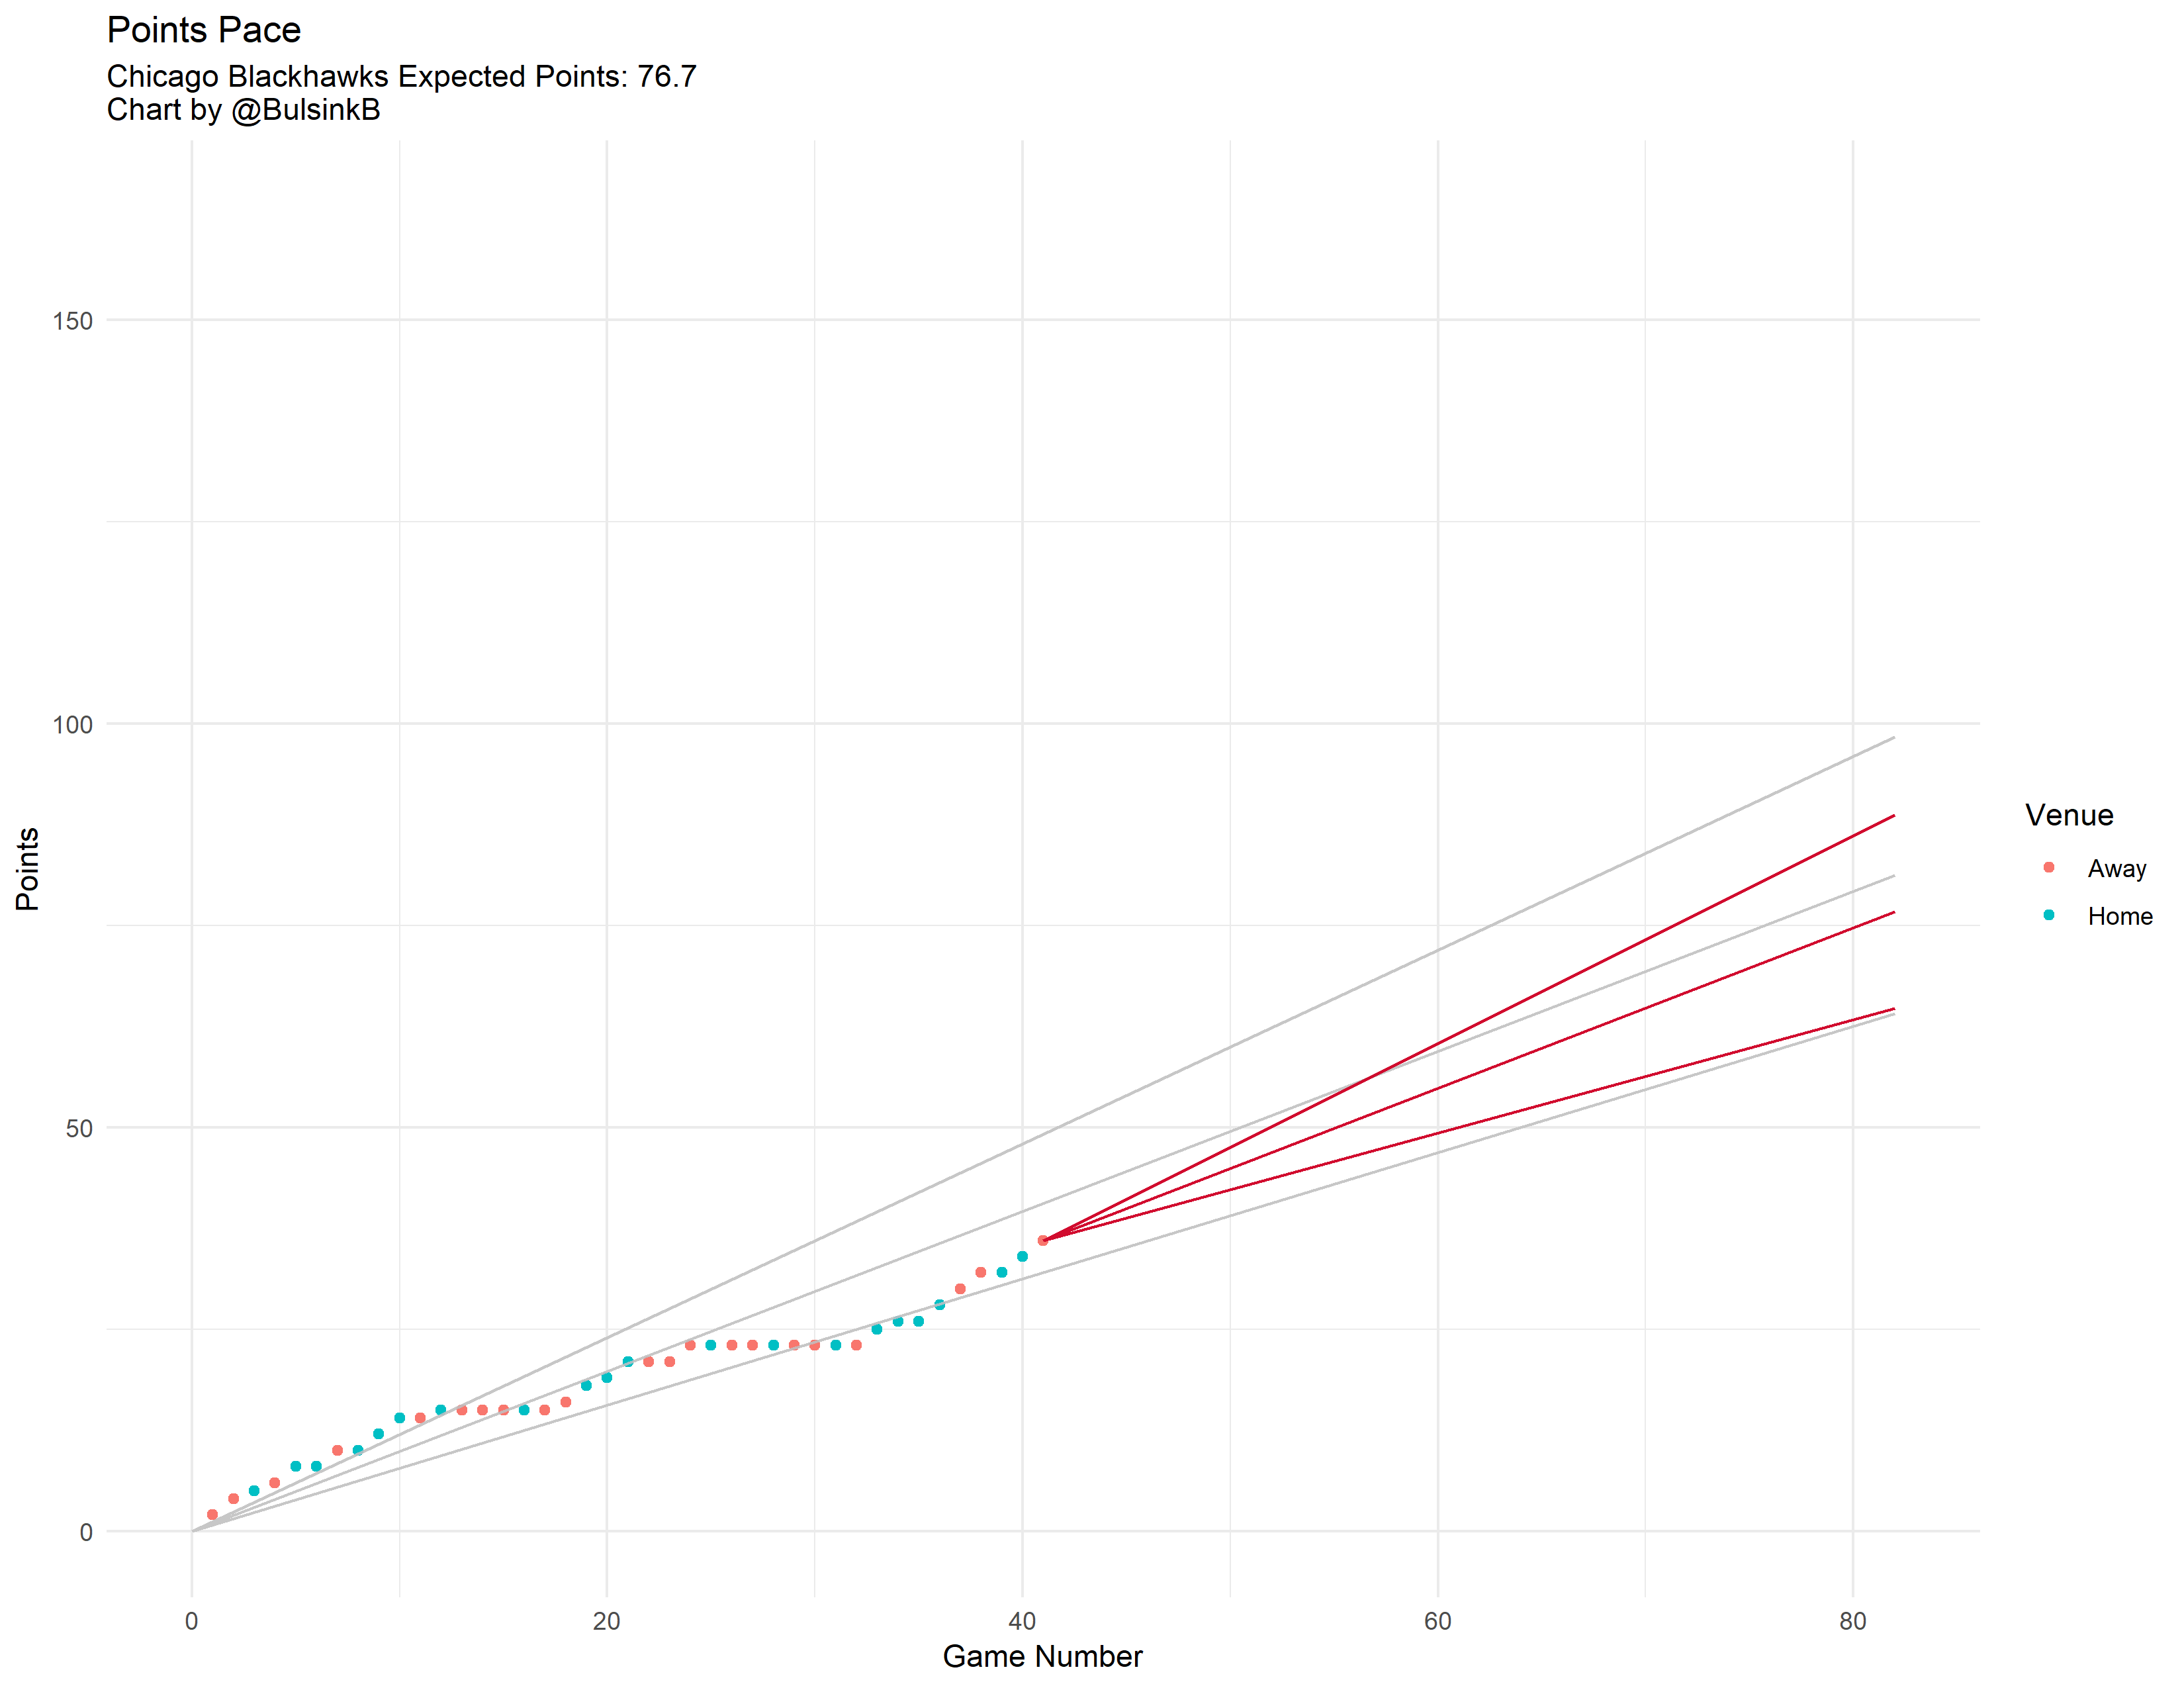 Points Pace
Chicago Blackhawks Expected Points: 76.7
Chart by @BulsinkB
150
100
50
0
Points
0 20 40 60 80
Game Number
Venue
Away
Home